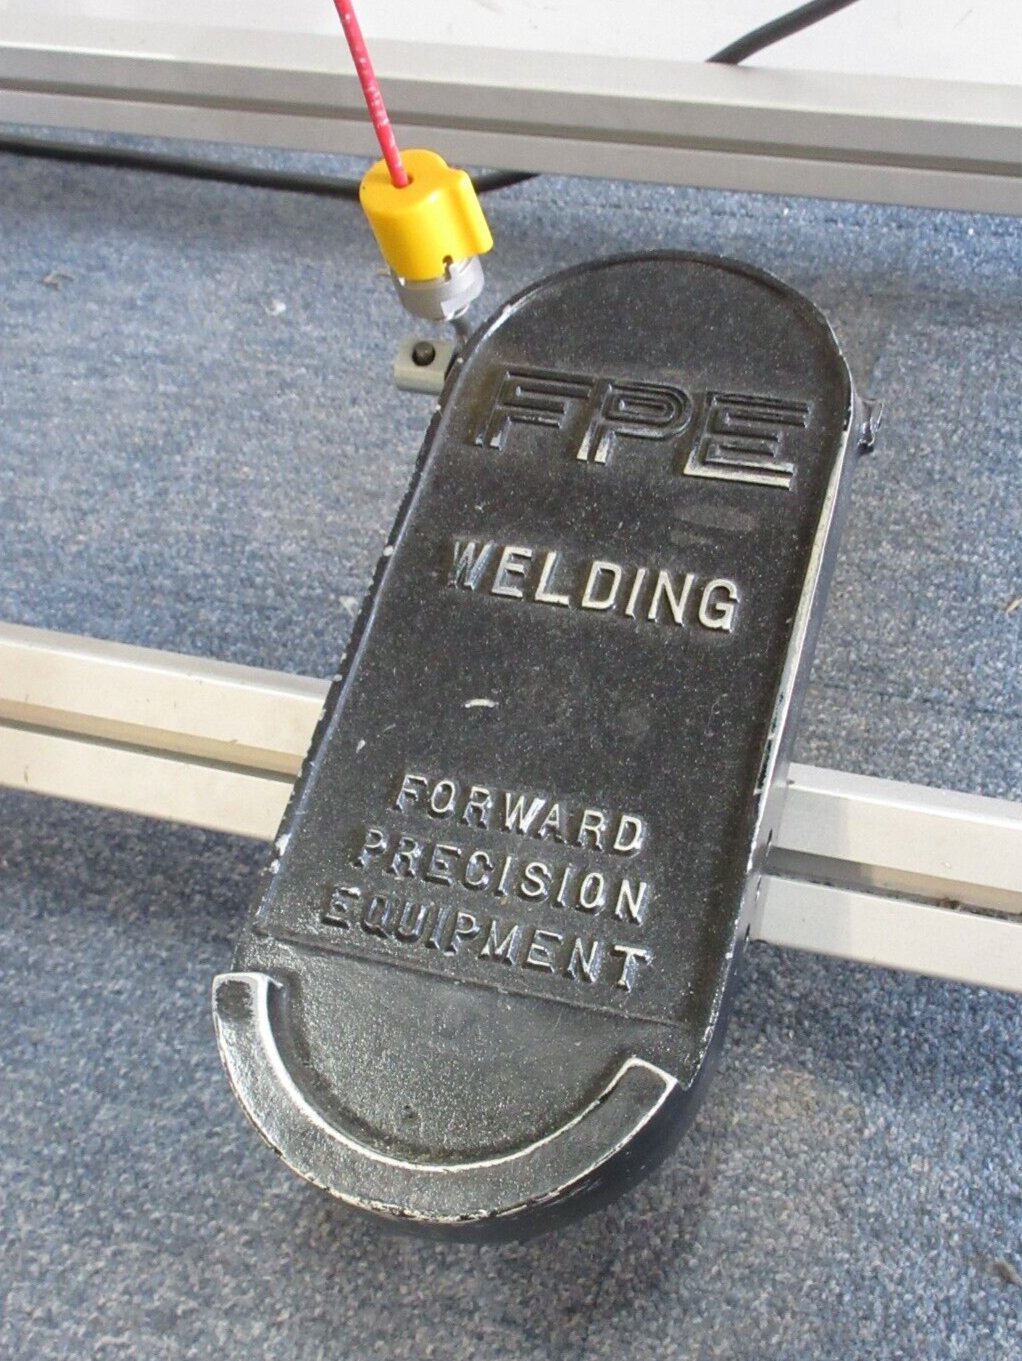 FPE
WELDING
FORWARD
PRECISION
EQUIPMENT